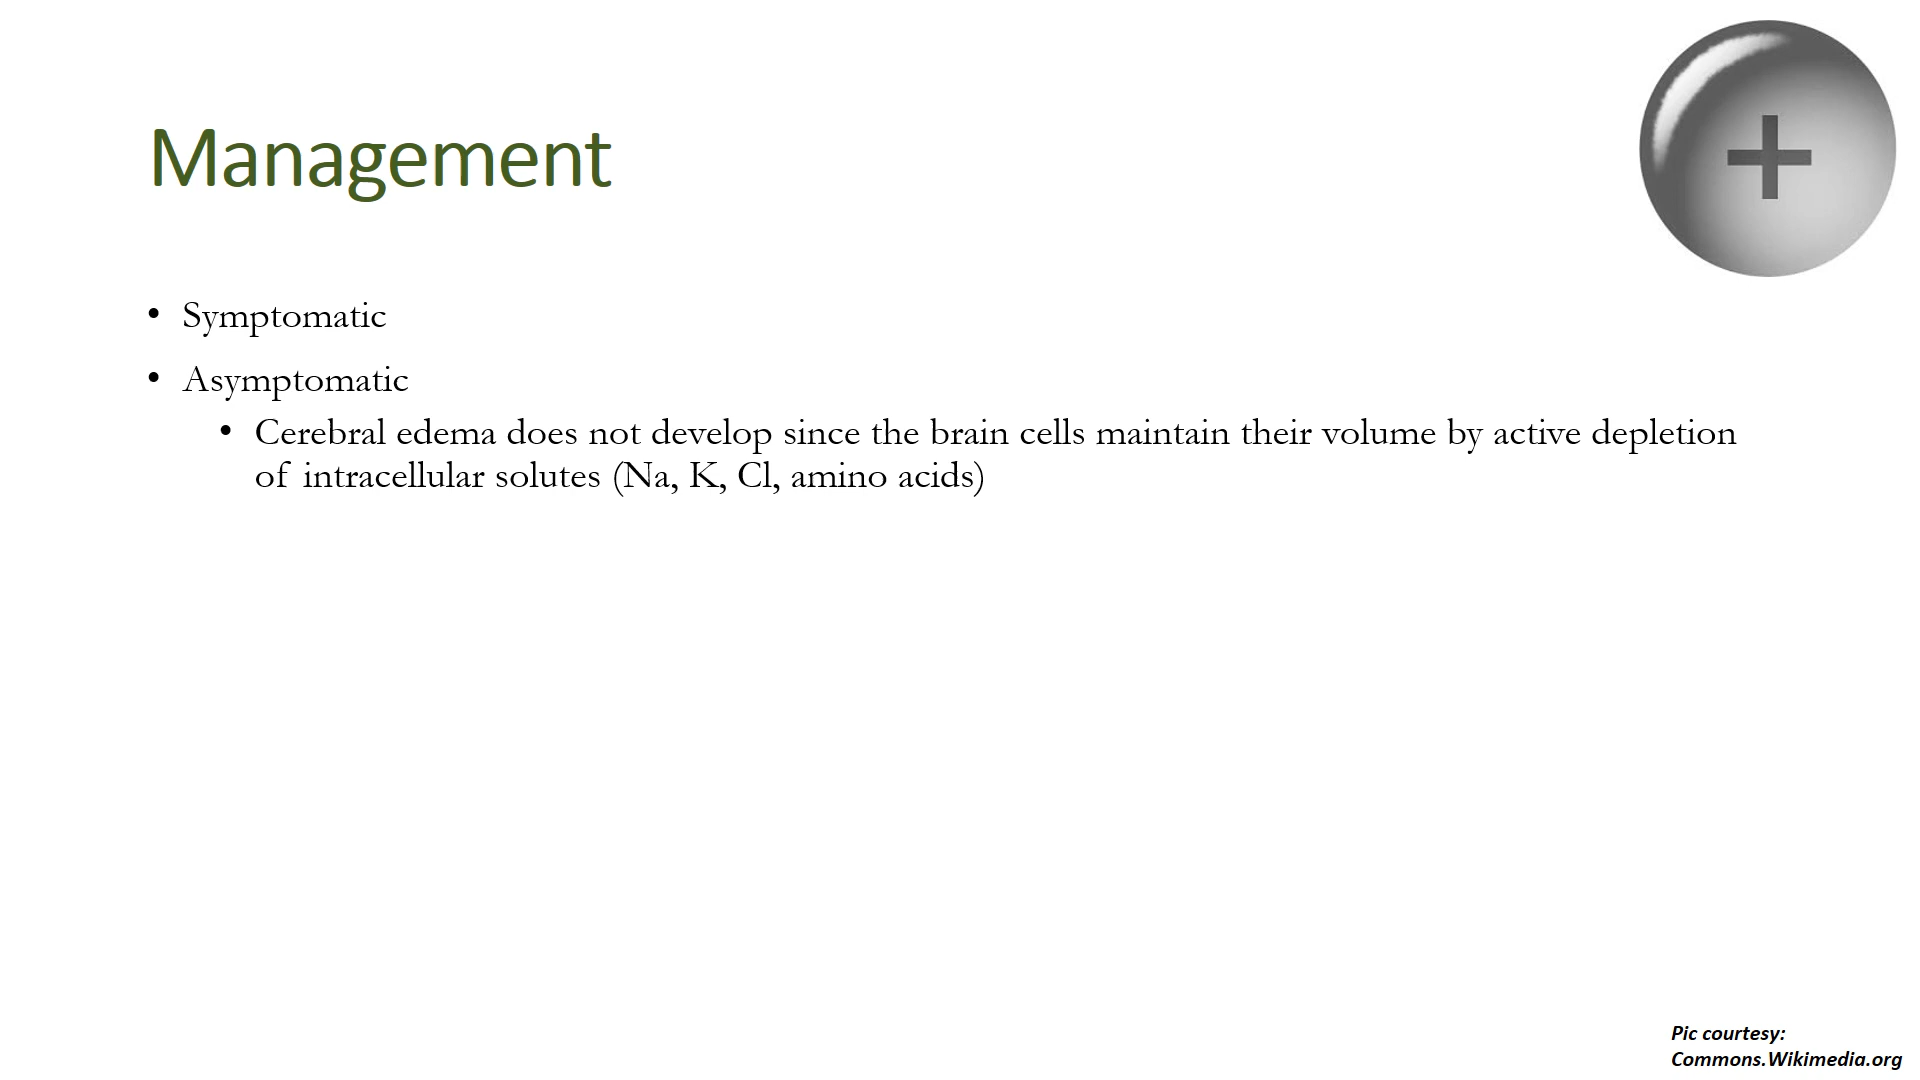 Management
+
• Symptomatic
• Asymptomatic
• Cerebral edema does not develop since the brain cells maintain their volume by active depletion
of intracellular solutes (Na, K, Cl, amino acids)
Pic courtesy:
Commons.Wikimedia.org